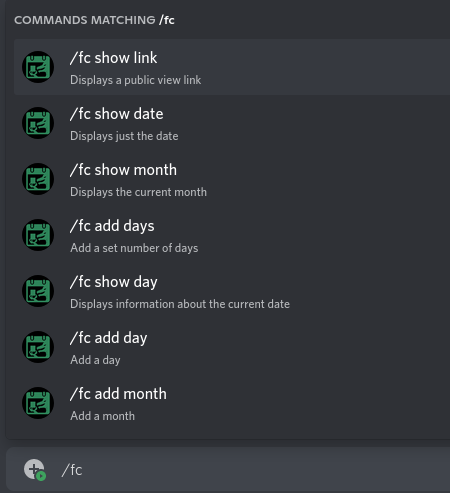 COMMANDS MATCHING /fc
/fc show link
Displays a public view link
/fc show date
Displays just the date
/fc show month
Displays the current month
/fc add days
Add a set number of days
/fc show day
Displays information about the current date
/fc add day
Add a day
/fc add month
Add a month
/fc